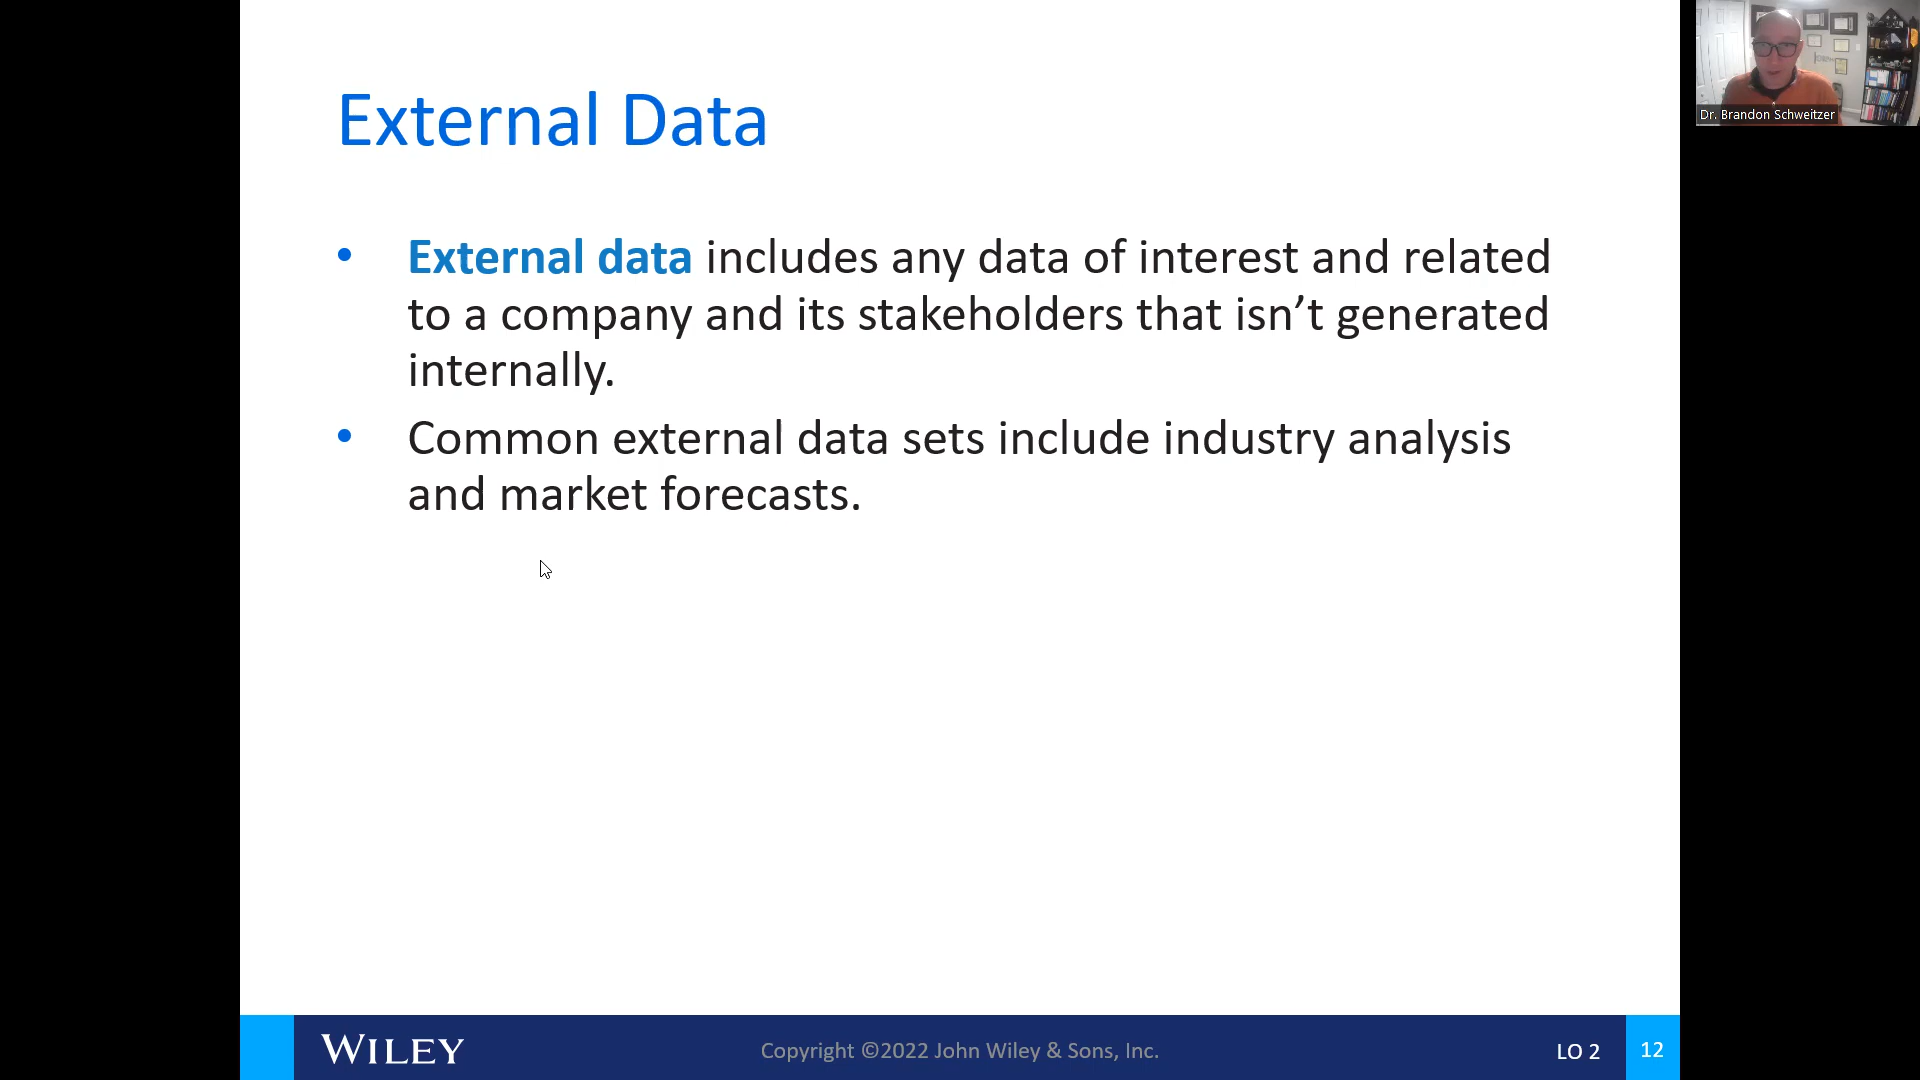 External Data
Dr. Brandon Schweitzer
• External data includes any data of interest and related
to a company and its stakeholders that isn’t generated
internally.
• Common external data sets include industry analysis
and market forecasts.
WILEY
Copyright ©2022 John Wiley & Sons, Inc.
LO 2
12